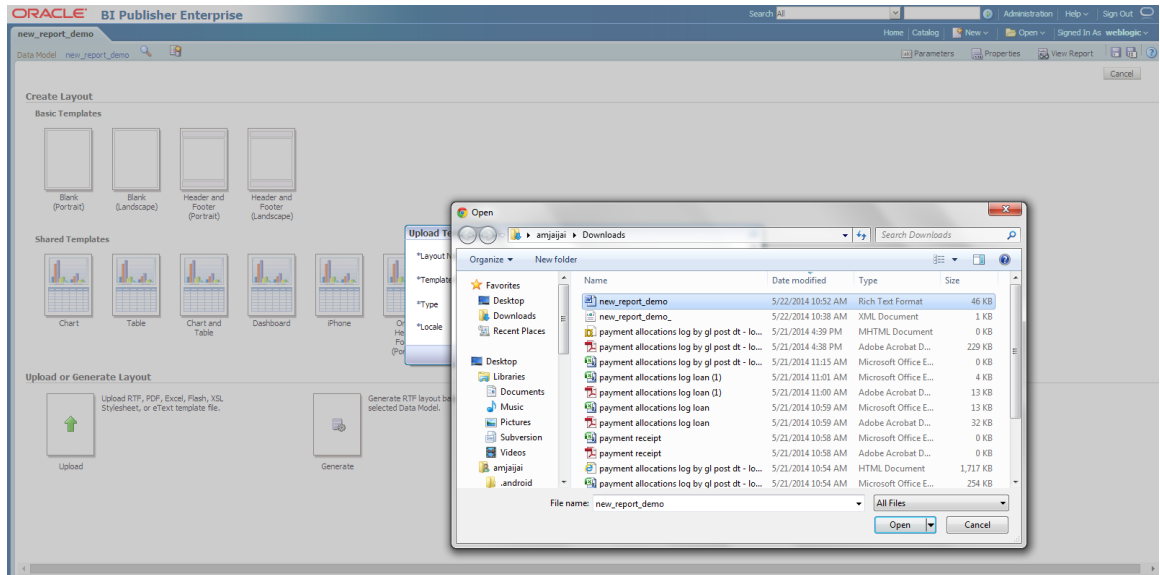 ORACLE BI Publisher Enterprise Search All Administration Help Sign Out
new_report_demo Home Catalog New Open Signed In As weblogic
Data Model new_report_demo Parameters Properties View Report
Cancel
Create Layout
Basic Templates
Blank (Portrait)
Blank (Landscape)
Header and Footer (Portrait)
Header and Footer (Landscape)
Shared Templates
Chart
Table
Chart and Table
Dashboard
iPhone
Upload or Generate Layout
Upload RTF, PDF, Excel, Flash, XSL
Stylesheet, or eText template file.
Upload
Generate RTF layout
selected Data Model.
Generate
*Layout
*Template
*Type
*Locale
Open
amjaijai Downloads Search Downloads
Organize New folder
Favorites
Desktop
Downloads
Recent Places
Desktop
Libraries
Documents
Music
Pictures
Subversion
Videos
amjaijai
.android
Name Date modified Type Size
new_report_demo 5/22/2014 10:52 AM Rich Text Format 46 KB
new_report_demo_ 5/22/2014 10:38 AM XML Document 1 KB
payment allocations log by gl post dt - lo... 5/21/2014 4:39 PM MHTML Document 0 KB
payment allocations log by gl post dt - lo... 5/21/2014 4:38 PM Adobe Acrobat D... 229 KB
payment allocations log by gl post dt - lo... 5/21/2014 11:15 AM Microsoft Office E... 0 KB
payment allocations log loan (1) 5/21/2014 11:01 AM Microsoft Office E... 4 KB
payment allocations log loan (1) 5/21/2014 11:00 AM Adobe Acrobat D... 13 KB
payment allocations log loan 5/21/2014 10:59 AM Microsoft Office E... 13 KB
payment allocations log loan 5/21/2014 10:59 AM Adobe Acrobat D... 32 KB
payment receipt 5/21/2014 10:58 AM Microsoft Office E... 0 KB
payment receipt 5/21/2014 10:58 AM Adobe Acrobat D... 0 KB
payment allocations log by gl post dt - lo... 5/21/2014 10:54 AM HTML Document 1,717 KB
payment allocations log by gl post dt - lo... 5/21/2014 10:54 AM Microsoft Office E... 254 KB
File name: new_report_demo All Files
Open Cancel